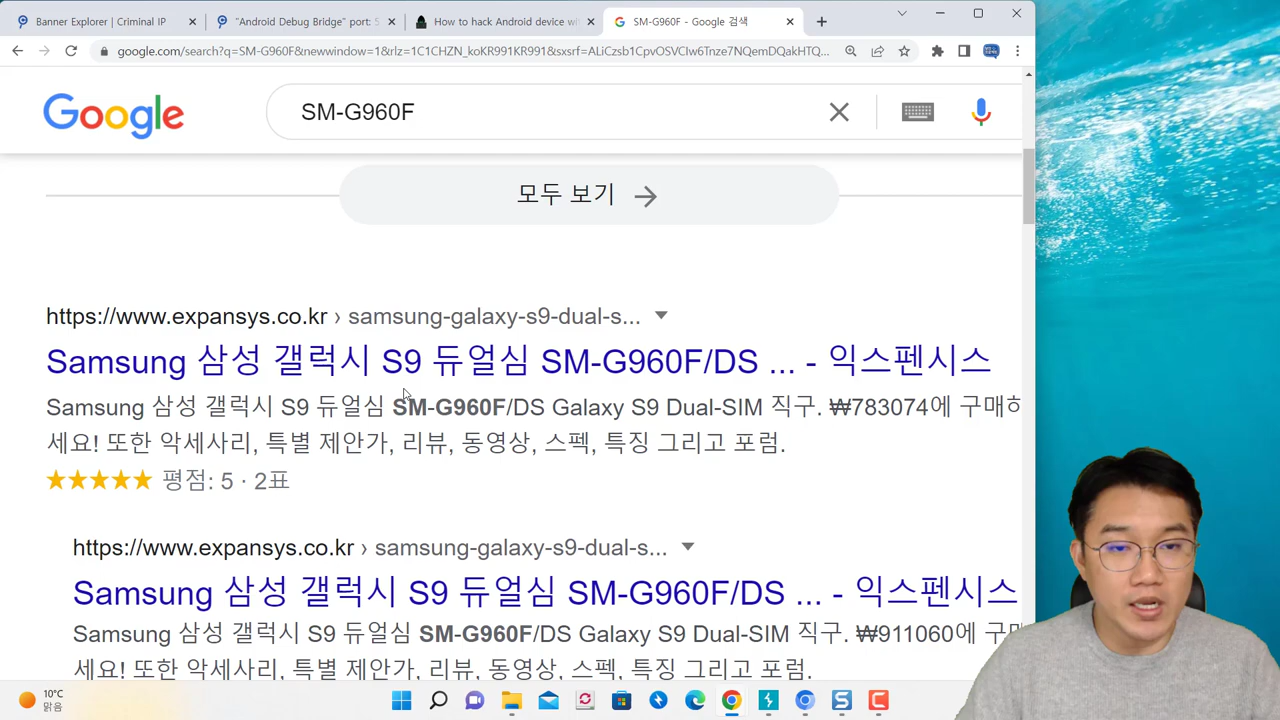 Banner Explorer | Criminal IP
"Android Debug Bridge" port: 5
How to hack Android device wi
SM-G960F - Google 검색
google.com/search?q=SM-G960F&newwindow=1&rlz=1C1CHZN_koKR991KR991&sxsrf=ALiCzsb1CpvOSVCIw6Tnze7NQemDQakHTQ...
Google
SM-G960F
모두 보기
https://www.expansys.co.kr › samsung-galaxy-s9-dual-s...
Samsung 삼성 갤럭시 S9 듀얼심 SM-G960F/DS ... - 익스펜시스
Samsung 삼성 갤럭시 S9 듀얼심 SM-G960F/DS Galaxy S9 Dual-SIM 직구. ₩783074에 구매하
세요! 또한 악세사리, 특별 제안가, 리뷰, 동영상, 스펙, 특징 그리고 포럼.
★★★★★ 평점: 5 · 2표
https://www.expansys.co.kr › samsung-galaxy-s9-dual-s...
Samsung 삼성 갤럭시 S9 듀얼심 SM-G960F/DS ... - 익스펜시스
Samsung 삼성 갤럭시 S9 듀얼심 SM-G960F/DS Galaxy S9 Dual-SIM 직구. ₩911060에 구
세요! 또한 악세사리, 특별 제안가, 리뷰, 동영상, 스펙, 특징 그리고 포럼.
10°C
맑음